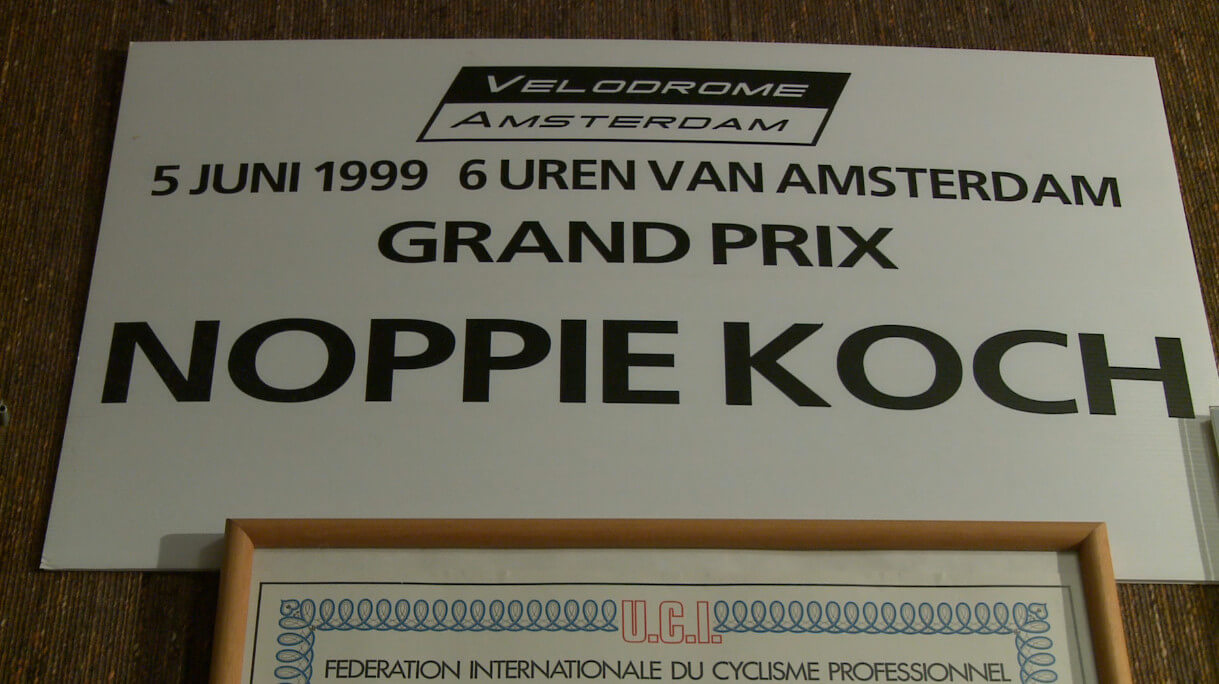 VELODROME
AMSTERDAM
5 JUNI 1999 6 UREN VAN AMSTERDAM
GRAND PRIX
NOPPIE KOCH
U.C.I.
FEDERATION INTERNATIONALE DU CYCLISME PROFESSIONNEL